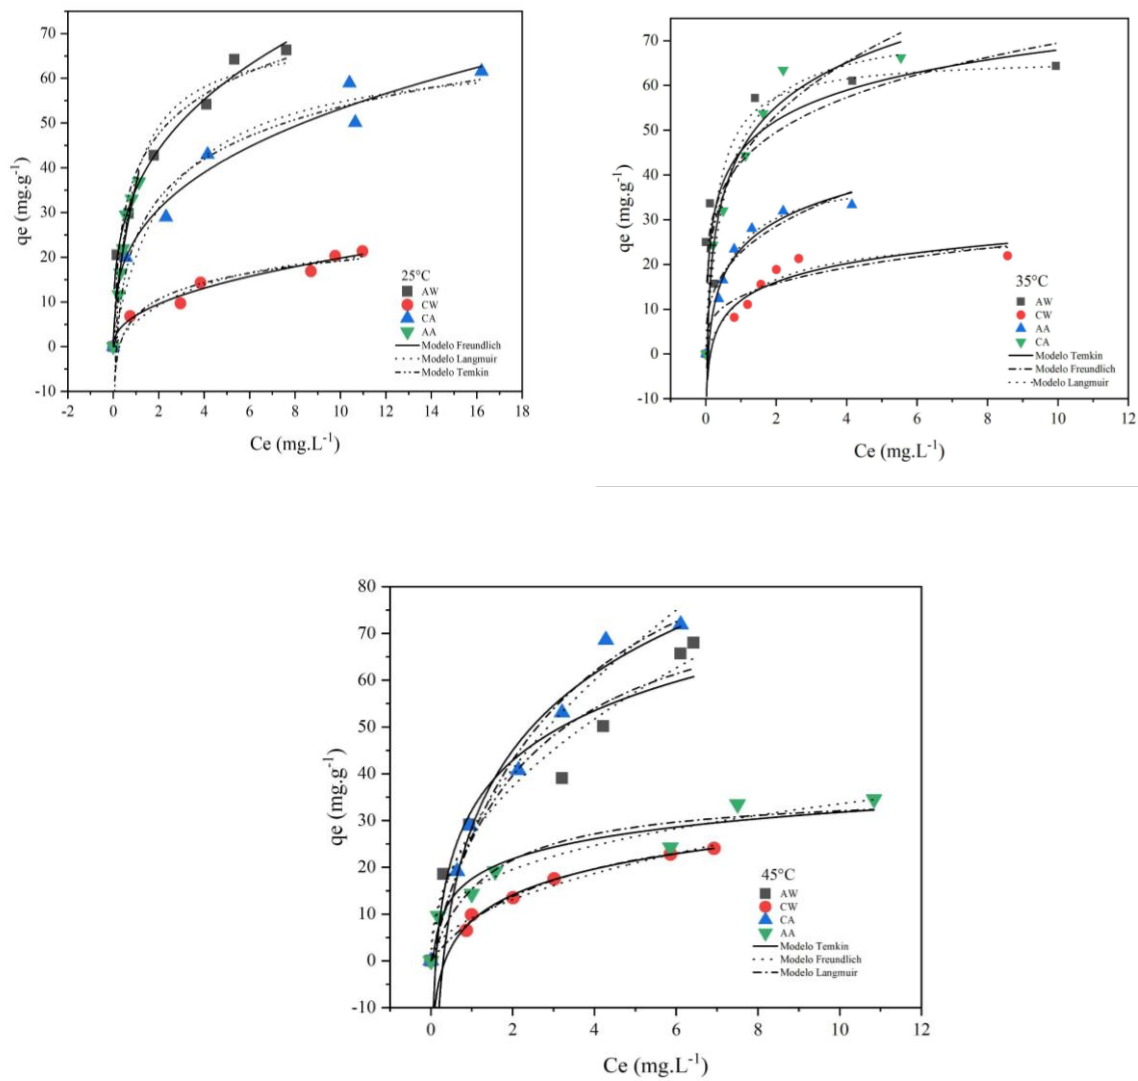 70
60
50
40
30
20
10
0
-10
qe (mg.g-1)
25°C
AW
CW
CA
AA
Modelo Freundlich
Modelo Langmuir
Modelo Temkin
-2 0 2 4 6 8 10 12 14 16 18
Ce (mg.L-1)
70
60
50
40
30
20
10
0
-10
qe (mg.g-1)
35°C
AW
CW
AA
CA
Modelo Temkin
Modelo Freundlich
Modelo Langmuir
0 2 4 6 8 10 12
Ce (mg.L-1)
80
70
60
50
40
30
20
10
0
-10
qe (mg.g-1)
45°C
AW
CW
CA
AA
Modelo Temkin
Modelo Freundlich
Modelo Langmuir
0 2 4 6 8 10 12
Ce (mg.L-1)